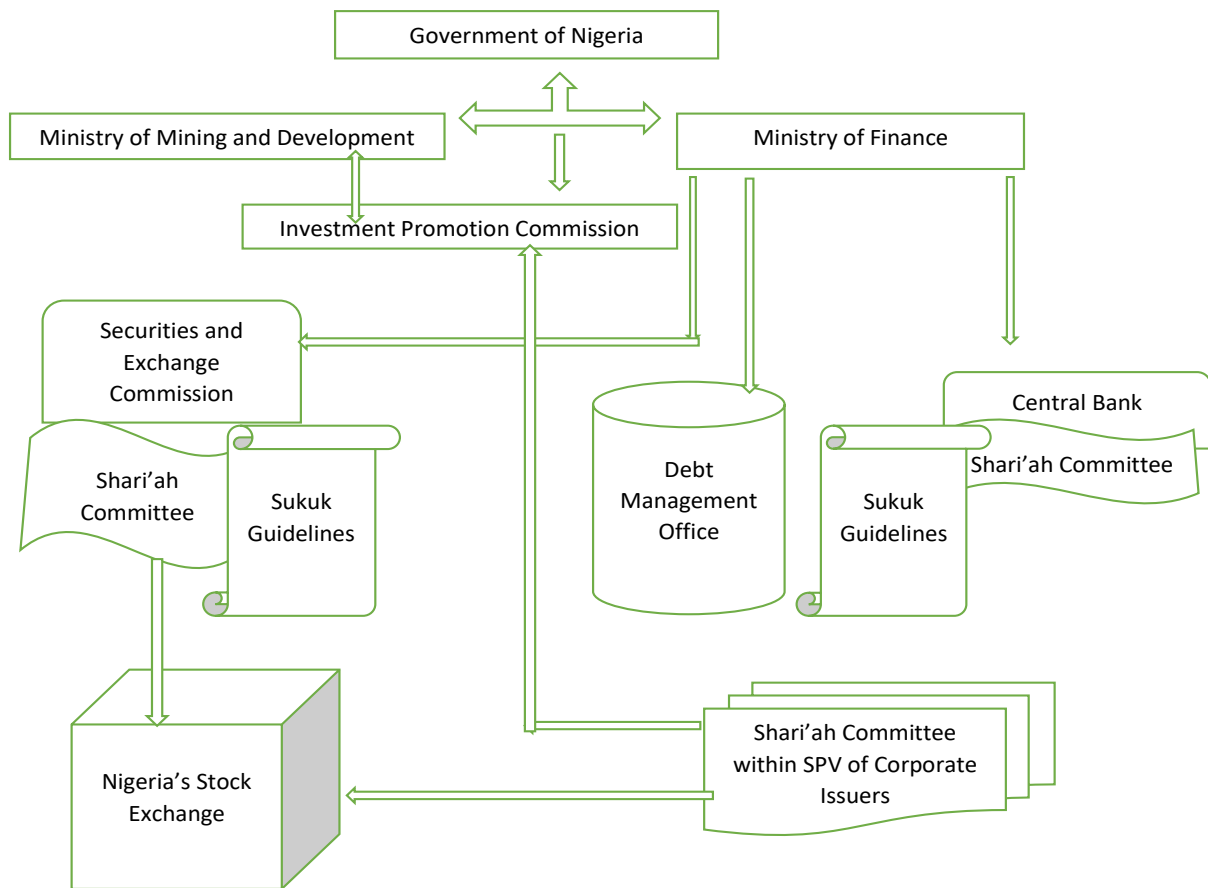 Government of Nigeria
Ministry of Mining and Development
Ministry of Finance
Investment Promotion Commission
Securities and
Exchange
Commission
Central Bank
Shari’ah Committee
Shari’ah
Committee
Sukuk
Guidelines
Debt
Management
Office
Sukuk
Guidelines
Nigeria’s Stock
Exchange
Shari’ah Committee
within SPV of Corporate
Issuers